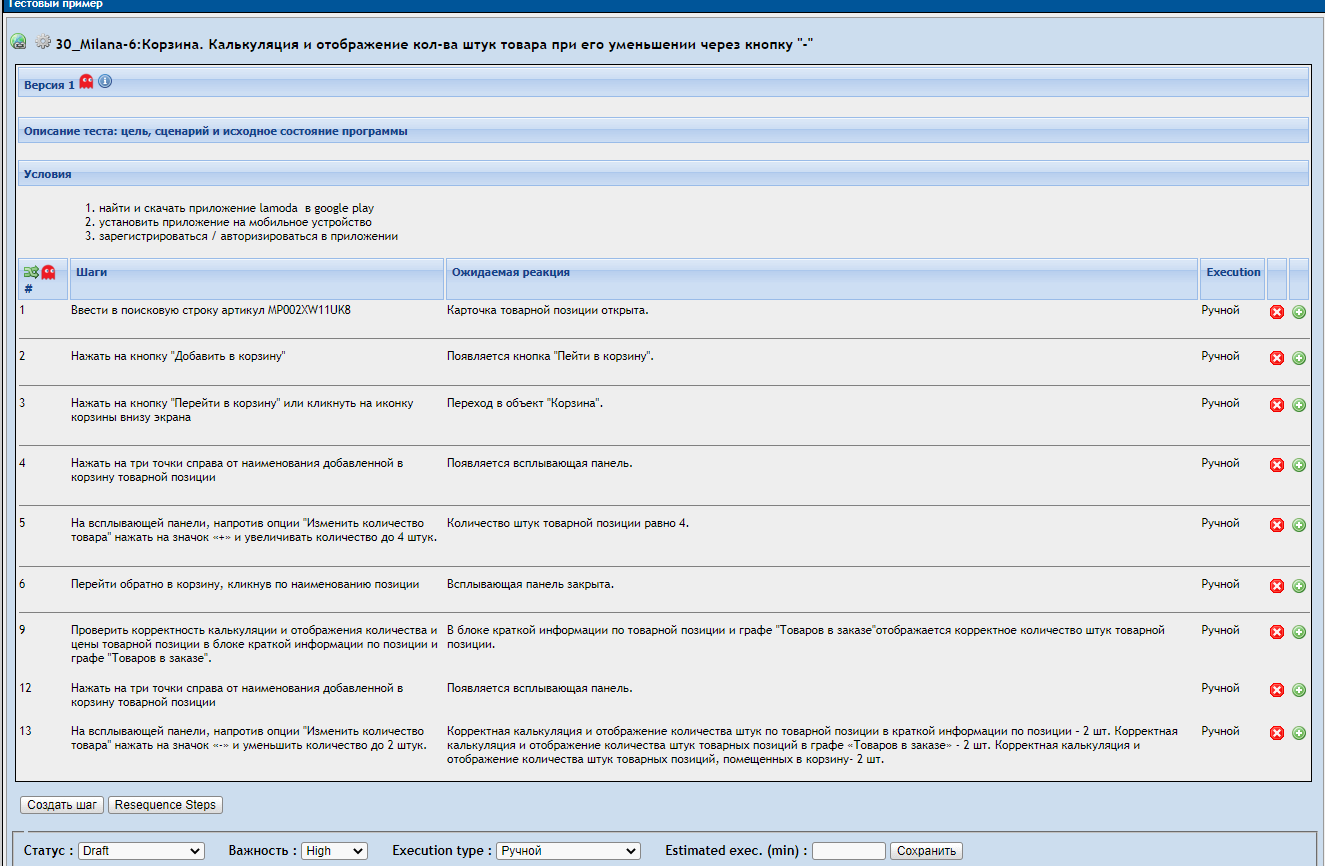 Тестовый пример
30_Milana-6:Корзина. Калькуляция и отображение кол-ва штук товара при его уменьшении через кнопку "-"
Версия 1
Описание теста: цель, сценарий и исходное состояние программы
Условия
1. найти и скачать приложение lamoda в google play
2. установить приложение на мобильное устройство
3. зарегистрироваться / авторизироваться в приложении
# Шаги Ожидаемая реакция Execution
1 Ввести в поисковую строку артикул MP002XW11UK8 Карточка товарной позиции открыта. Ручной
2 Нажать на кнопку "Добавить в корзину" Появляется кнопка "Пейти в корзину". Ручной
3 Нажать на кнопку "Перейти в корзину" или кликнуть на иконку Переход в объект "Корзина". Ручной
корзины внизу экрана
4 Нажать на три точки справа от наименования добавленной в Появляется всплывающая панель. Ручной
корзину товарной позиции
5 На всплывающей панели, напротив опции "Изменить количество Количество штук товарной позиции равно 4. Ручной
товара" нажать на значок «+» и увеличивать количество до 4 штук.
6 Перейти обратно в корзину, кликнув по наименованию позиции Всплывающая панель закрыта. Ручной
9 Проверить корректность калькуляции и отображения количества и В блоке краткой информации по товарной позиции и графе "Товаров в заказе"отображается корректное количество штук товарной Ручной
цены товарной позиции в блоке краткой информации по позиции и позиции.
графе "Товаров в заказе".
12 Нажать на три точки справа от наименования добавленной в Появляется всплывающая панель. Ручной
корзину товарной позиции
13 На всплывающей панели, напротив опции "Изменить количество Корректная калькуляция и отображение количества штук по товарной позиции в краткой информации по позиции - 2 шт. Корректная Ручной
товара" нажать на значок «-» и уменьшить количество до 2 штук. калькуляция и отображение количества штук товарных позиций в графе «Товаров в заказе» - 2 шт. Корректная калькуляция и
отображение количества штук товарных позиций, помещенных в корзину- 2 шт.
Создать шаг Resequence Steps
Статус : Draft Важность : High Execution type : Ручной Estimated exec. (min) : Сохранить